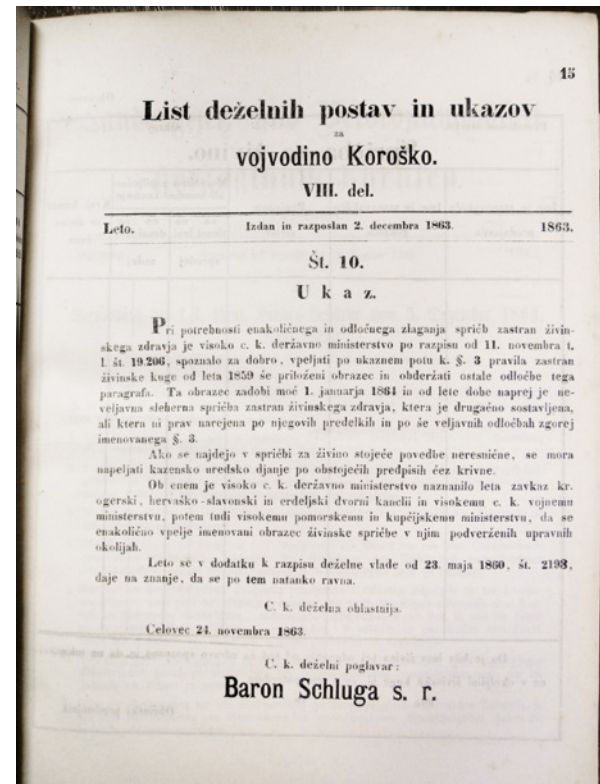 15
List deželnih postav in ukazov
za
vojvodino Koroško.
VIII. del.
Leto. Izdan in razposlan 2. decembra 1863. 1863.
Št. 10.
Ukaz.
Pri potrebnosti enakoličnega in odločnega zlaganja spričb zastran živin-
skega zdravja je visoko c. k. deržavno ministerstvo po razpisu od 11. novembra t.
l. št. 19.206, spoznalo za dobro, vpeljati po ukaznem potu k. §. 3 pravila zastran
živinske kuge od leta 1859 še priloženi obrazec in obderžati ostale odločbe tega
paragrafa. Ta obrazec zadobi moč 1. januarja 1864 in od lete dobe naprej je ne-
veljavna sleherna spričba zastran živinskega zdravja, ktera je drugačno sostavljena,
ali ktera ni prav narejena po njegovih predelkih in po še veljavnih odločbah zgorej
imenovanega §. 3.
Ako se najdejo v spričbi za živino stoječe povedbe neresnične, se mora
napeljati kazensko uredsko djanje po obstoječih predpisih čez krivne.
Ob enem je visoko c. k. deržavno ministerstvo naznanilo leta zavkaz kr.
ogerski, hervaško-slavonski in erdeljski dvorni kanclii in visokemu c. k. vojnemu
ministerstvu, potem tudi visokemu pomorskemu in kupčijskemu ministerstvu, da se
enakolično vpelje imenovani obrazec živinske spričbe v njim podverženih upravnih
okolijah.
Leto se v dodatku k razpisu deželne vlade od 23. maja 1860, št. 2198,
daje na znanje, da se po tem natanko ravna.
C. k. deželna oblastnija.
Celovec 24. novembra 1863.
C. k. deželni poglavar:
Baron Schluga s. r.